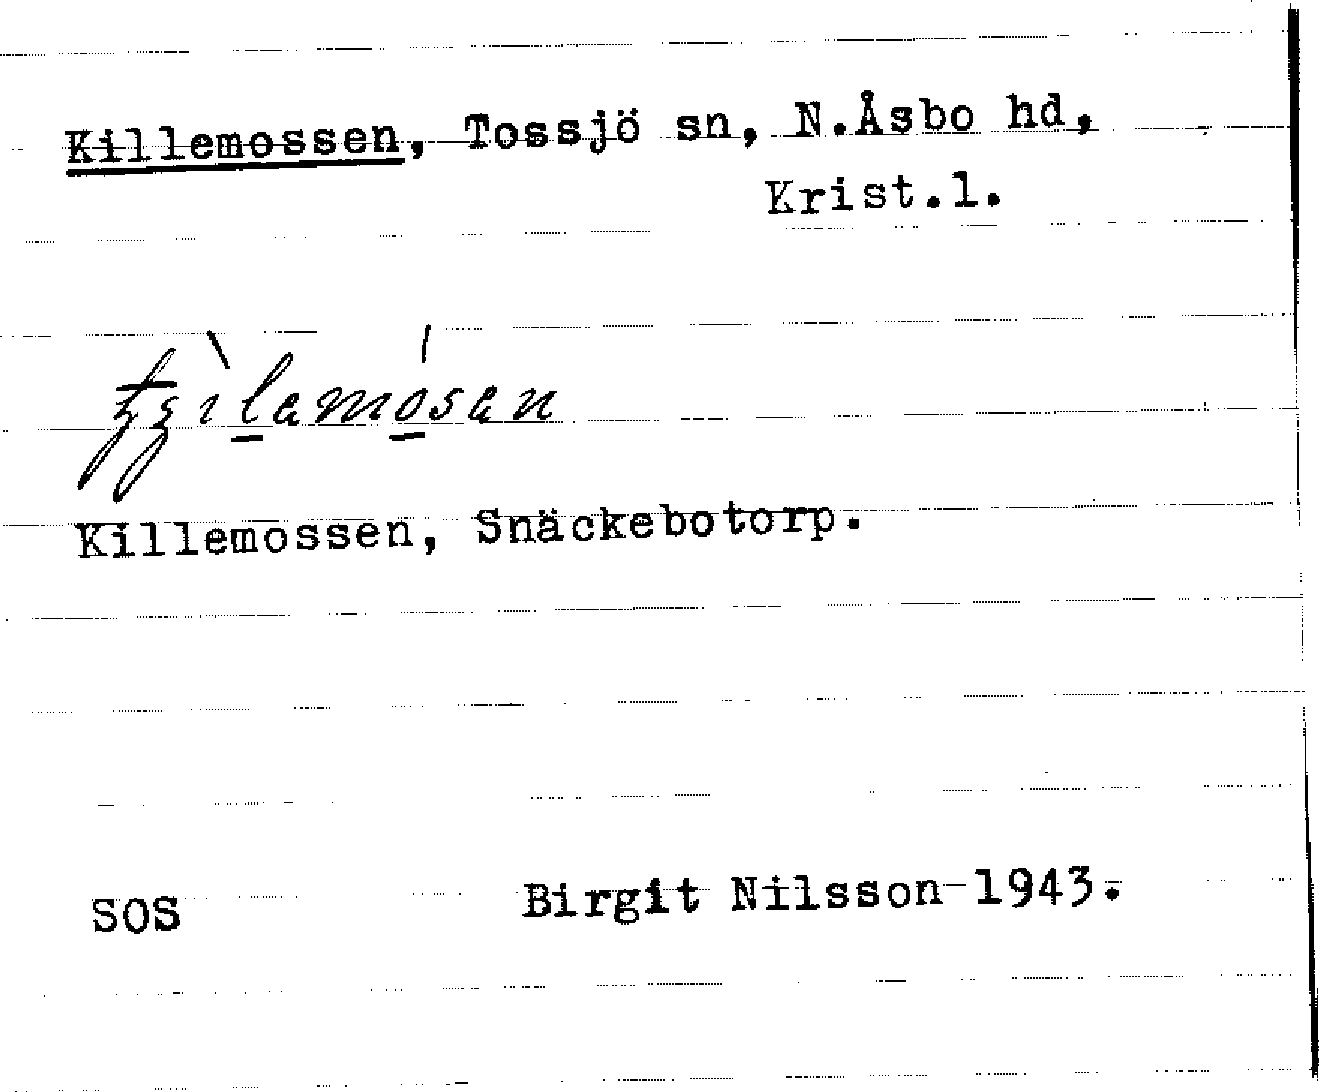 Killemossen, Tossjö sn, N.Åsbo hd,
Krist.l.
Killemossen, Snäckebotorp.
SOS Birgit Nilsson 1943.